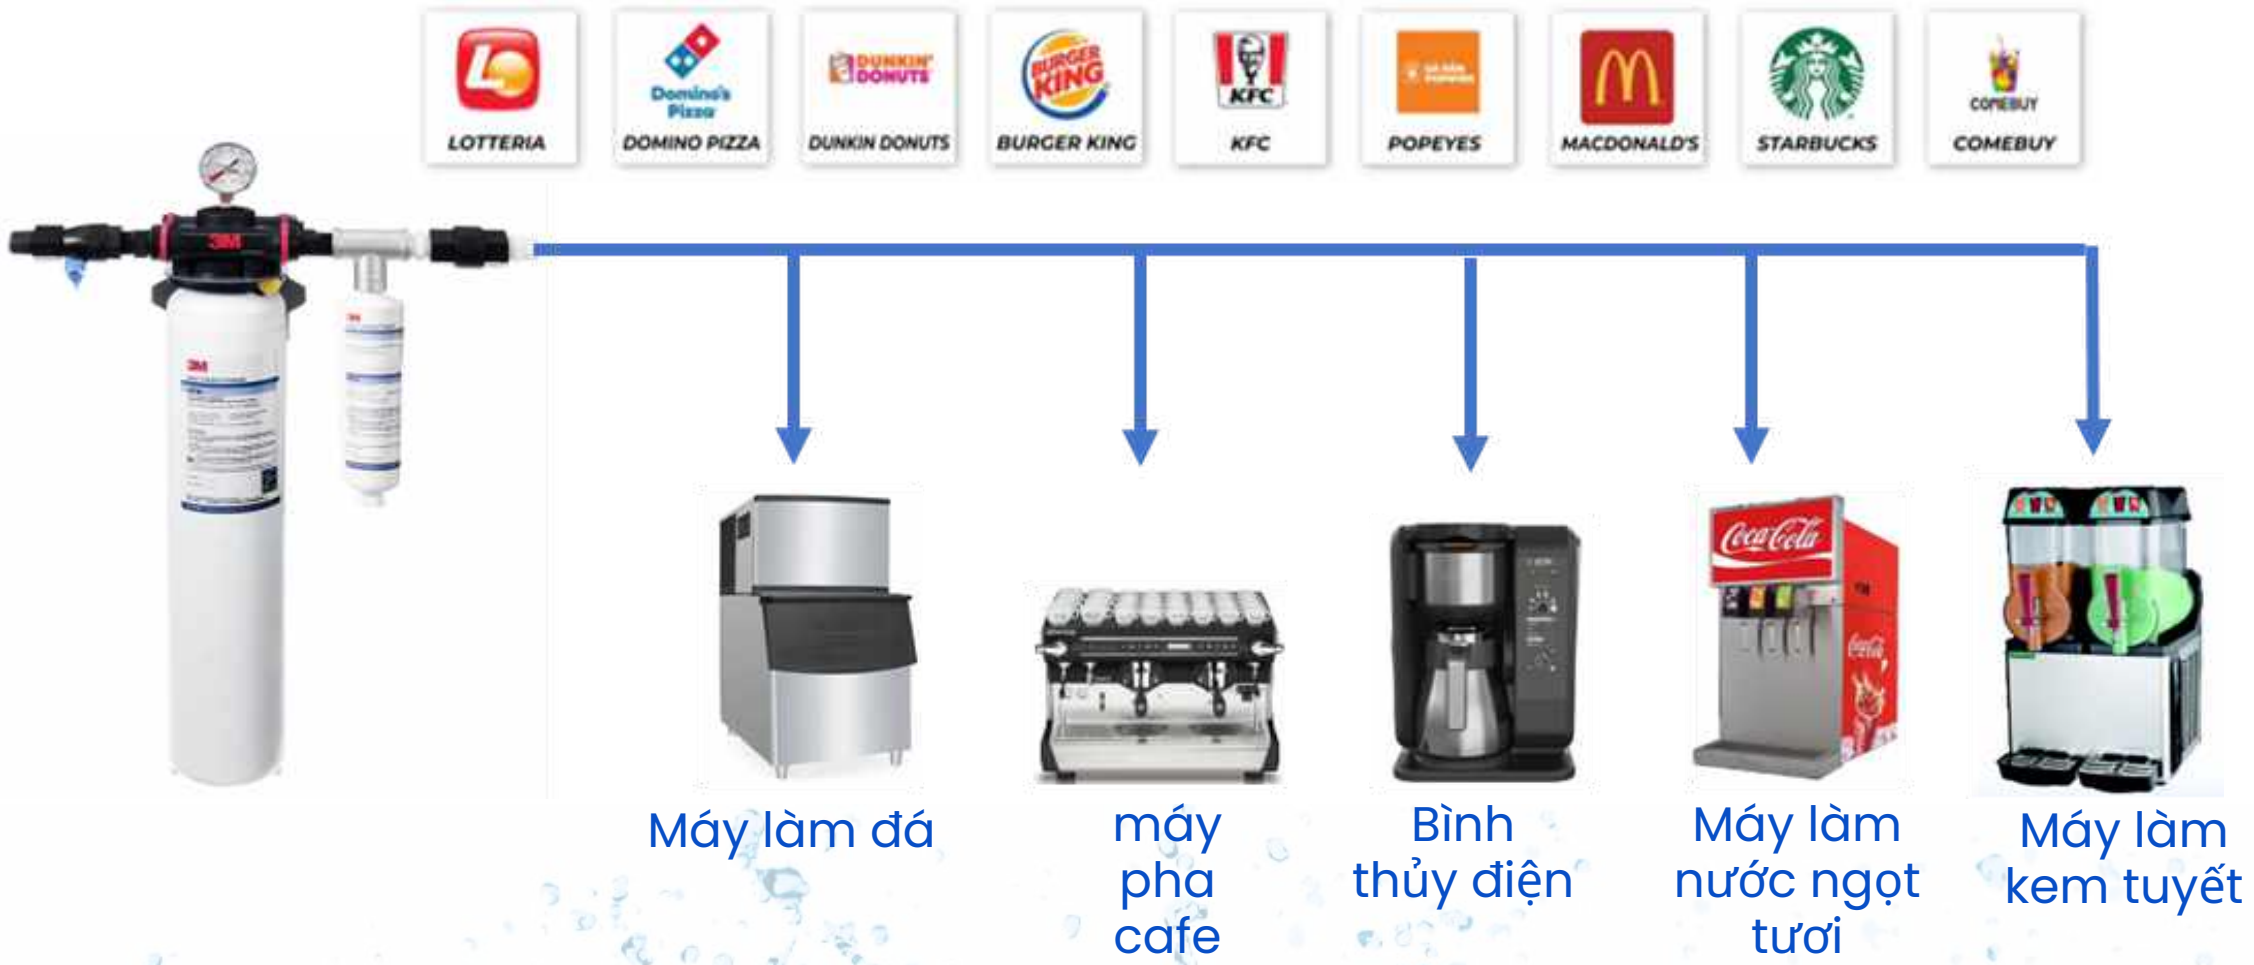 Domino's
Pizza
DUNKIN'
DONUTS
BURGER
KING
KFC
COMEBUY
LOTTERIA
DOMINO PIZZA
DUNKIN DONUTS
BURGER KING
KFC
POPEYES
MACDONALD'S
STARBUCKS
COMEBUY
3M
3M
3M
Coca-Cola
Coca-Cola
Máy làm đá
máy
pha
cafe
Bình
thủy điện
Máy làm
nước ngọt
tươi
Máy làm
kem tuyết